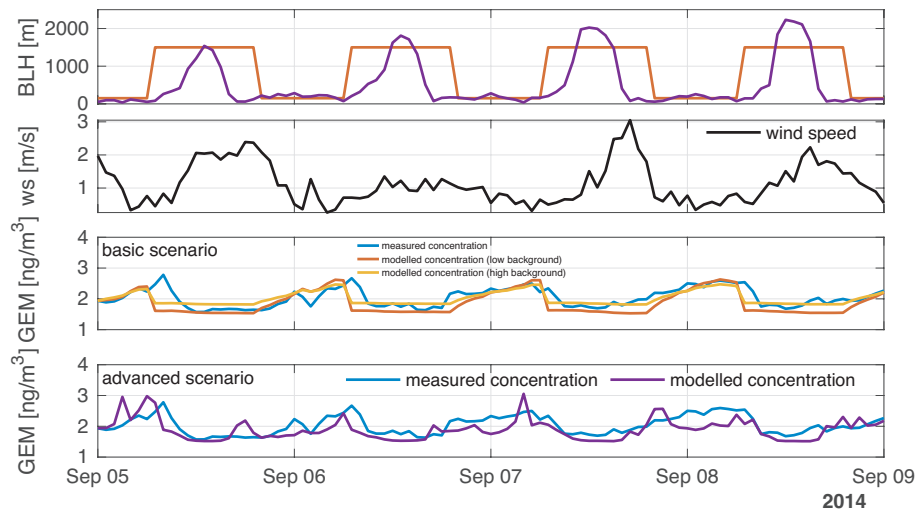 BLH [m]
2000
1000
0
ws [m/s]
3
2
1
wind speed
GEM [ng/m³]
4
3
2
1
basic scenario
measured concentration
modelled concentration (low background)
modelled concentration (high background)
GEM [ng/m³]
4
3
2
1
advanced scenario
measured concentration
modelled concentration
Sep 05
Sep 06
Sep 07
Sep 08
Sep 09
2014